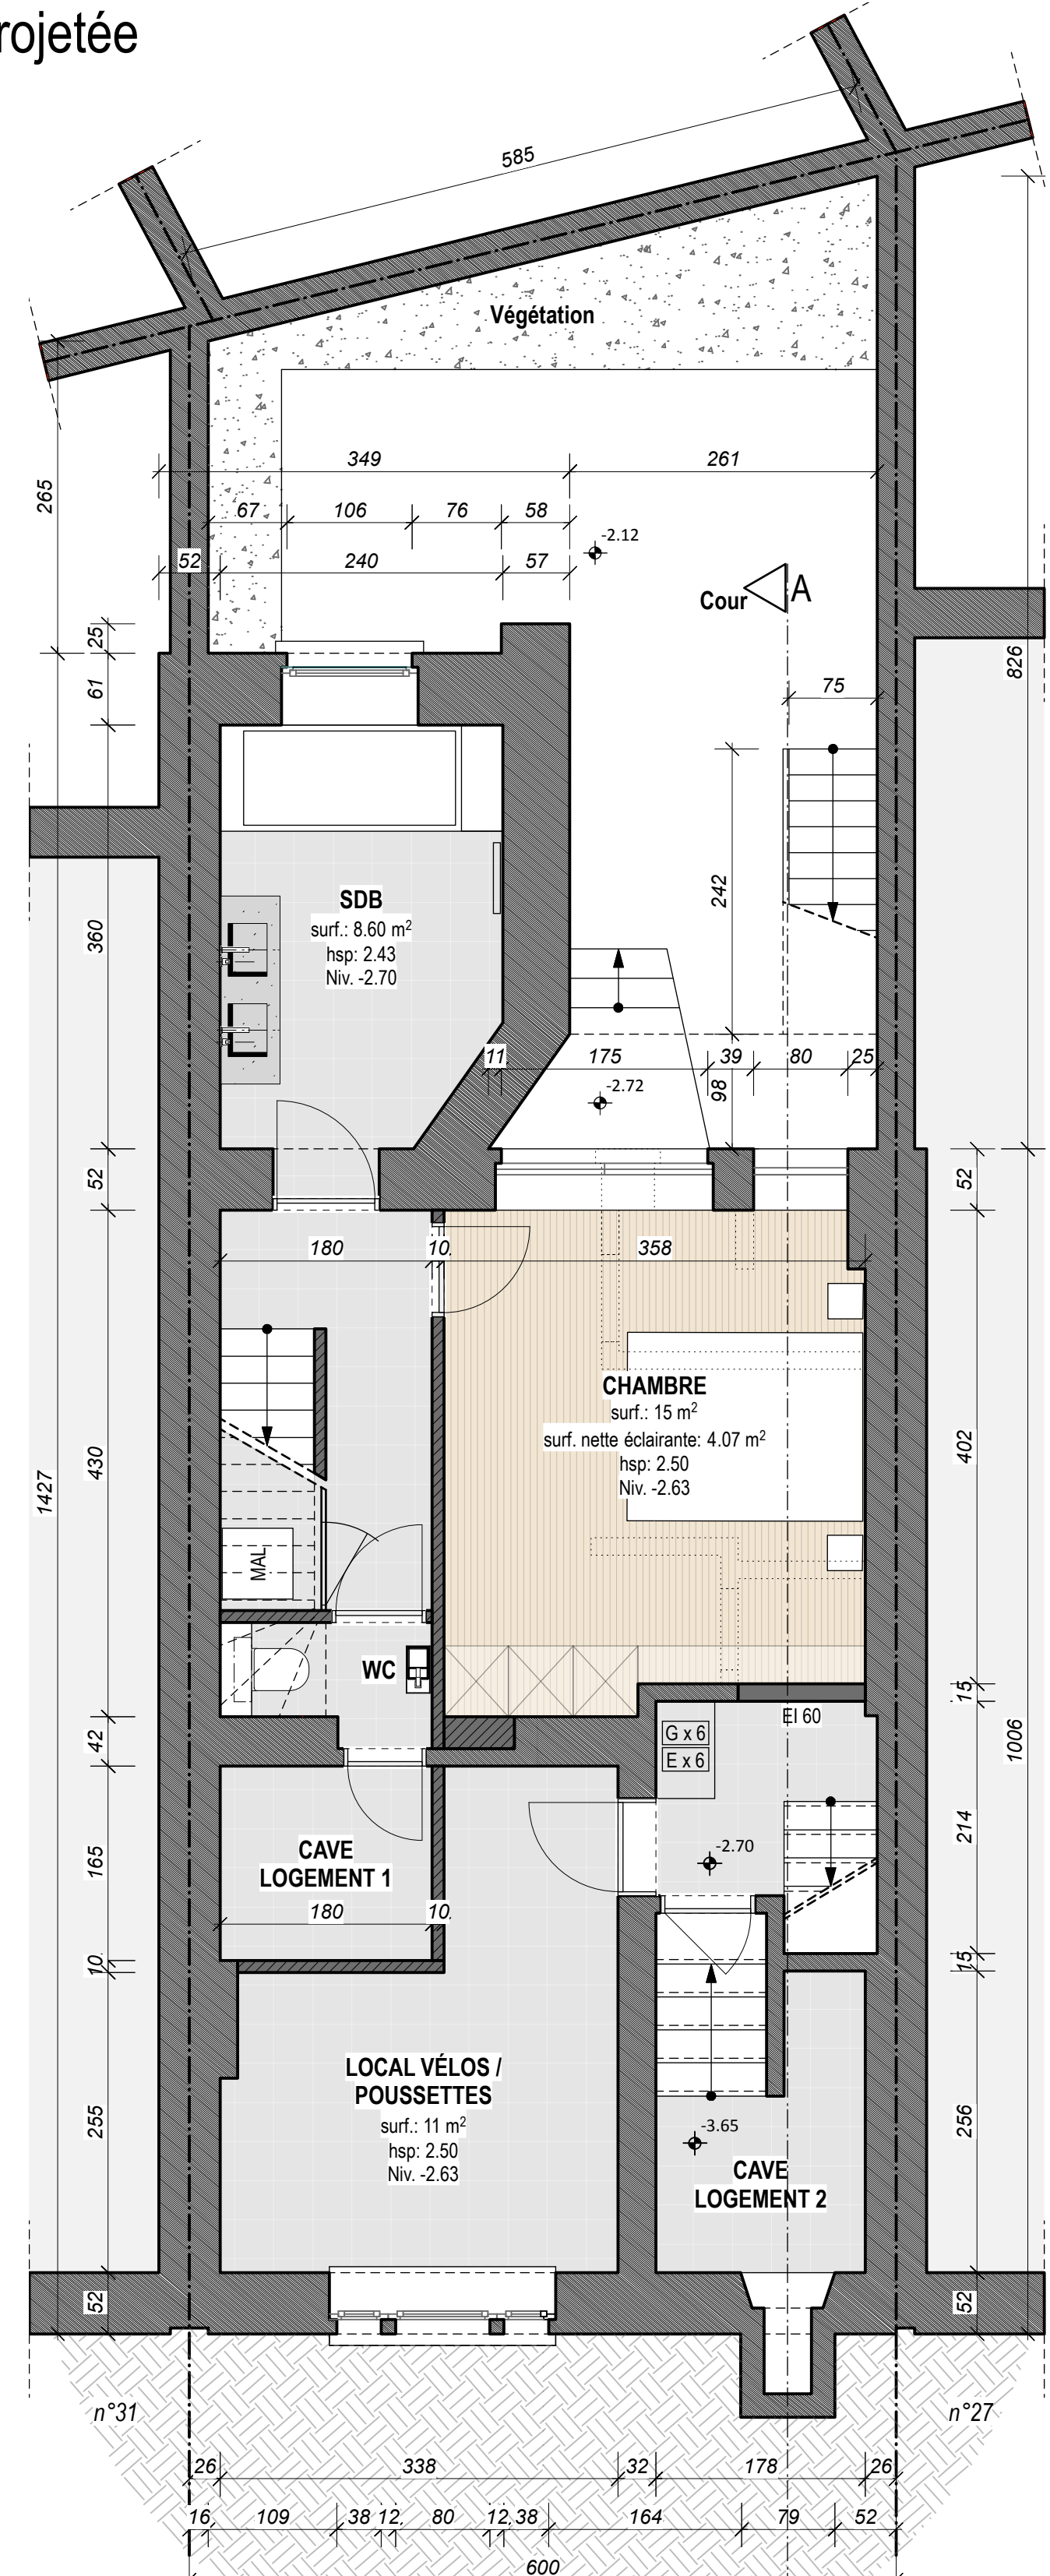 rojetée
585
Végétation
349
261
265
67
106
76
58
-2.12
52
240
57
Cour
A
25
826
61
75
SDB
surf.: 8.60 m²
hsp: 2.43
Niv. -2.70
242
360
11
175
39
80
25
-2.72
98
52
52
180
10
358
CHAMBRE
surf.: 15 m²
surf. nette éclairante: 4.07 m²
hsp: 2.50
Niv. -2.63
430
402
1427
MAL
WC
15
EI 60
G x 6
E x 6
42
1006
-2.70
214
165
CAVE
LOGEMENT 1
180
10
10
15
LOCAL VÉLOS /
POUSSETTES
surf.: 11 m²
hsp: 2.50
Niv. -2.63
255
256
-3.65
CAVE
LOGEMENT 2
52
52
n°31
n°27
26
338
32
178
26
16
109
38
12
80
12
38
164
79
52
600